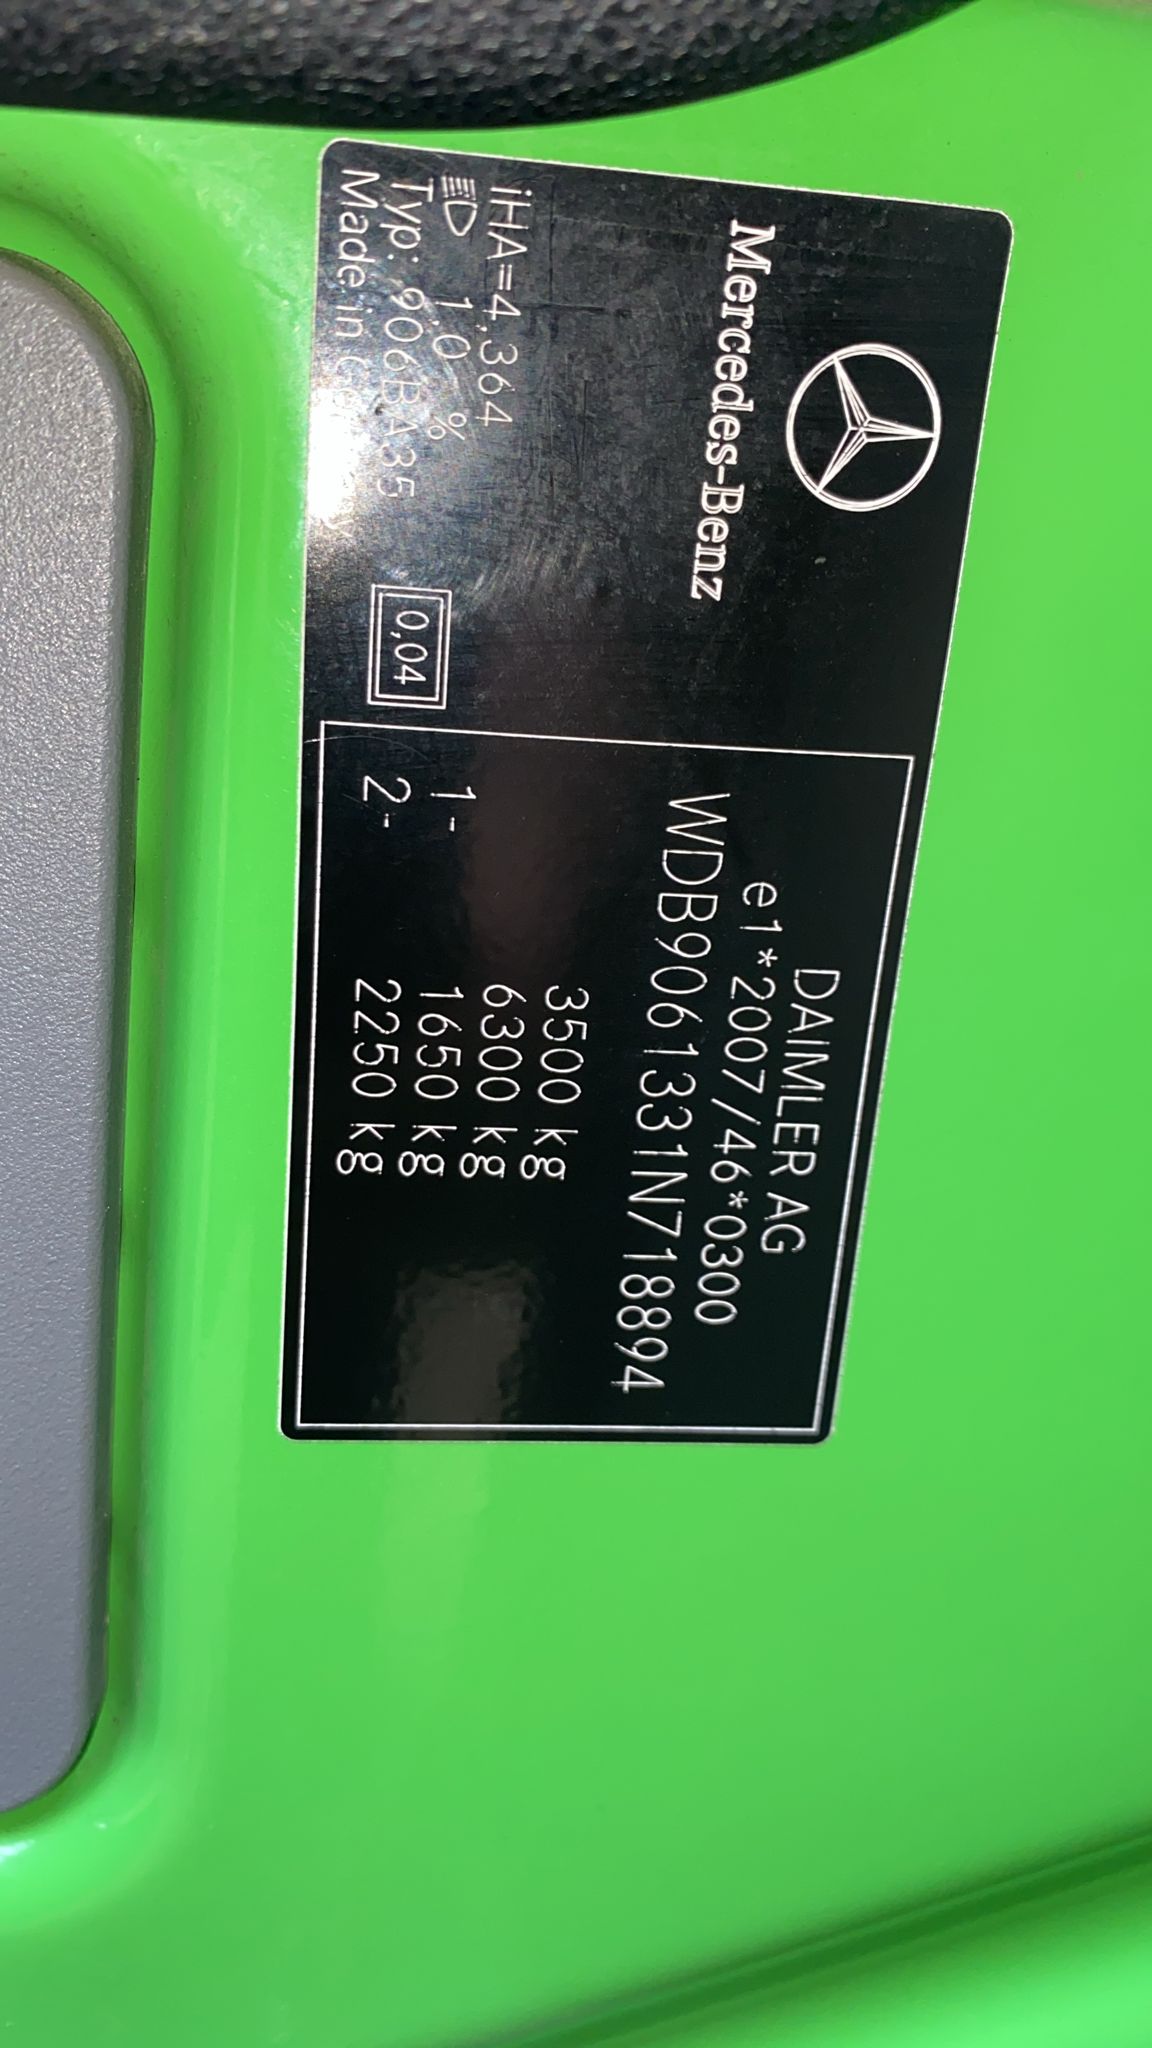 Mercedes-Benz
iHA=4,364
1,0 %
Typ: 906BA35
Made in
0,04
DAIMLER AG
e1*2007/46*0300
WDB9061331N718894
3500 kg
6300 kg
1- 1650 kg
2- 2250 kg